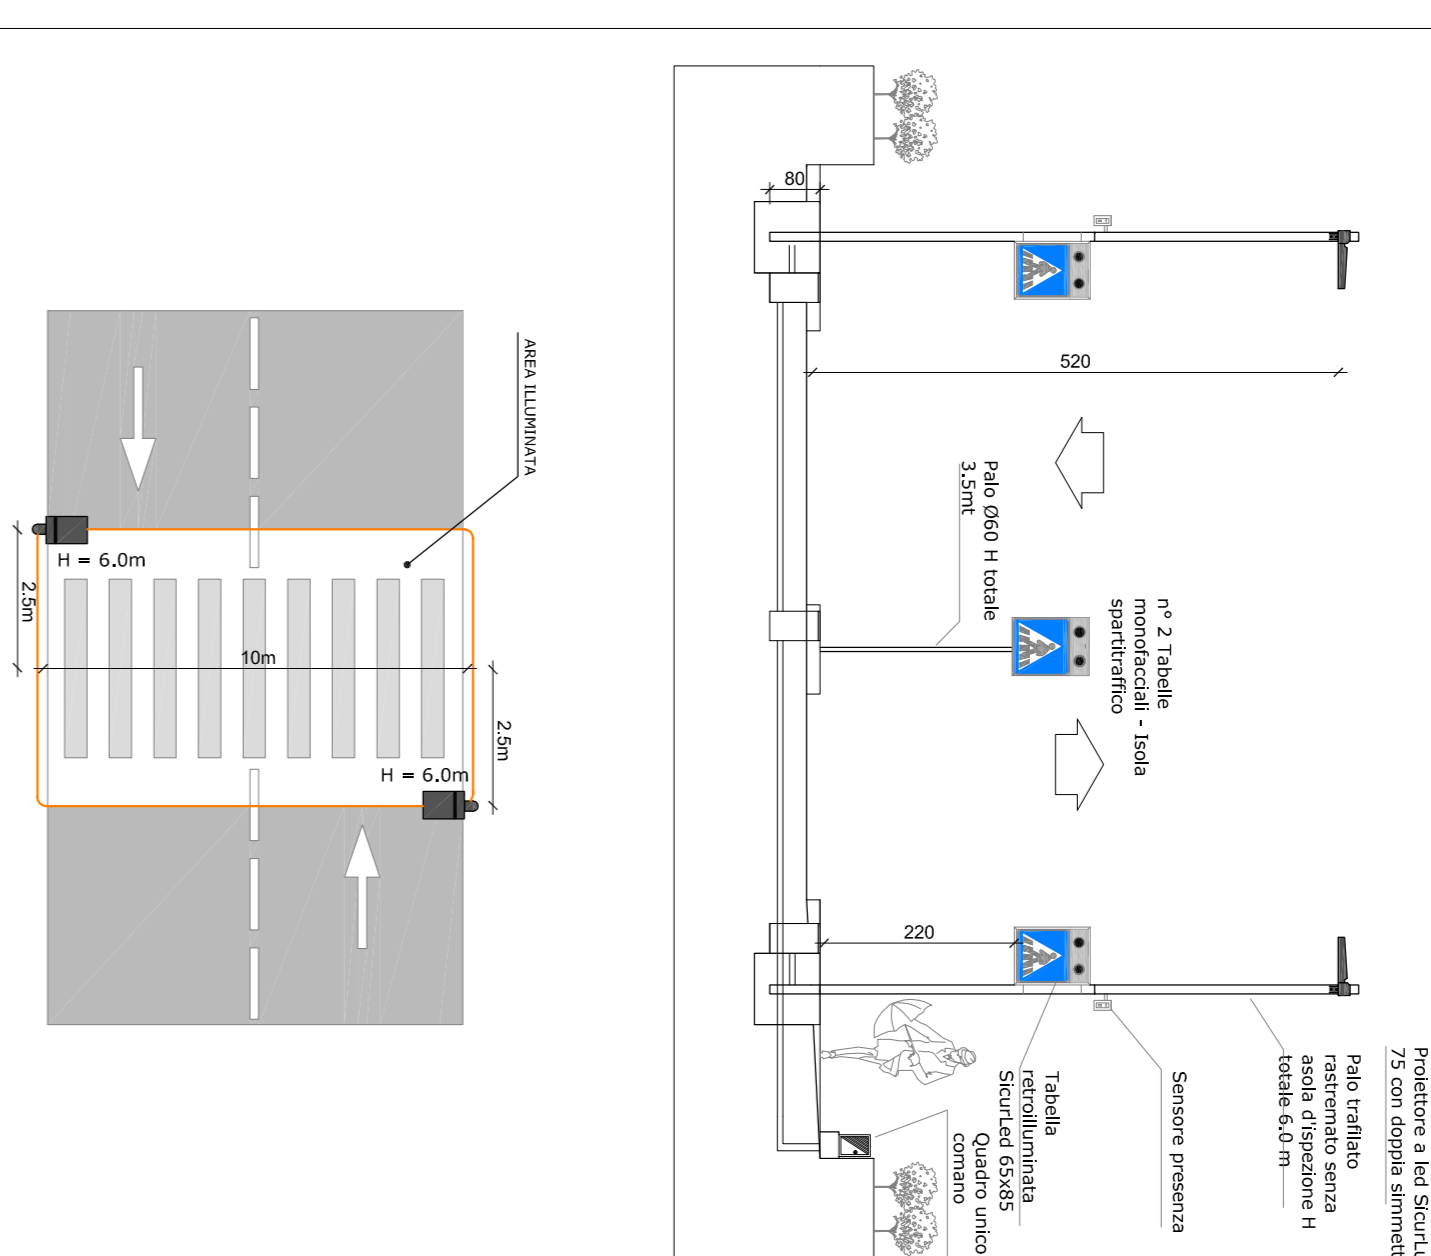 AREA ILLUMINATA
H = 6.0m
2.5m
10m
2.5m
H = 6.0m
80
520
Palo Ø60 H totale
3.5mt
n° 2 Tabelle
monofacciali - Isola
spartitraffico
220
Proiettore a led
75 con doppia
Palo trafilato
rastremato senza
asola d'ispezione H
totale 6.0 m
Sensore presenza
Tabella
retroilluminata
SicurLed 65x85
Quadro unico
comano